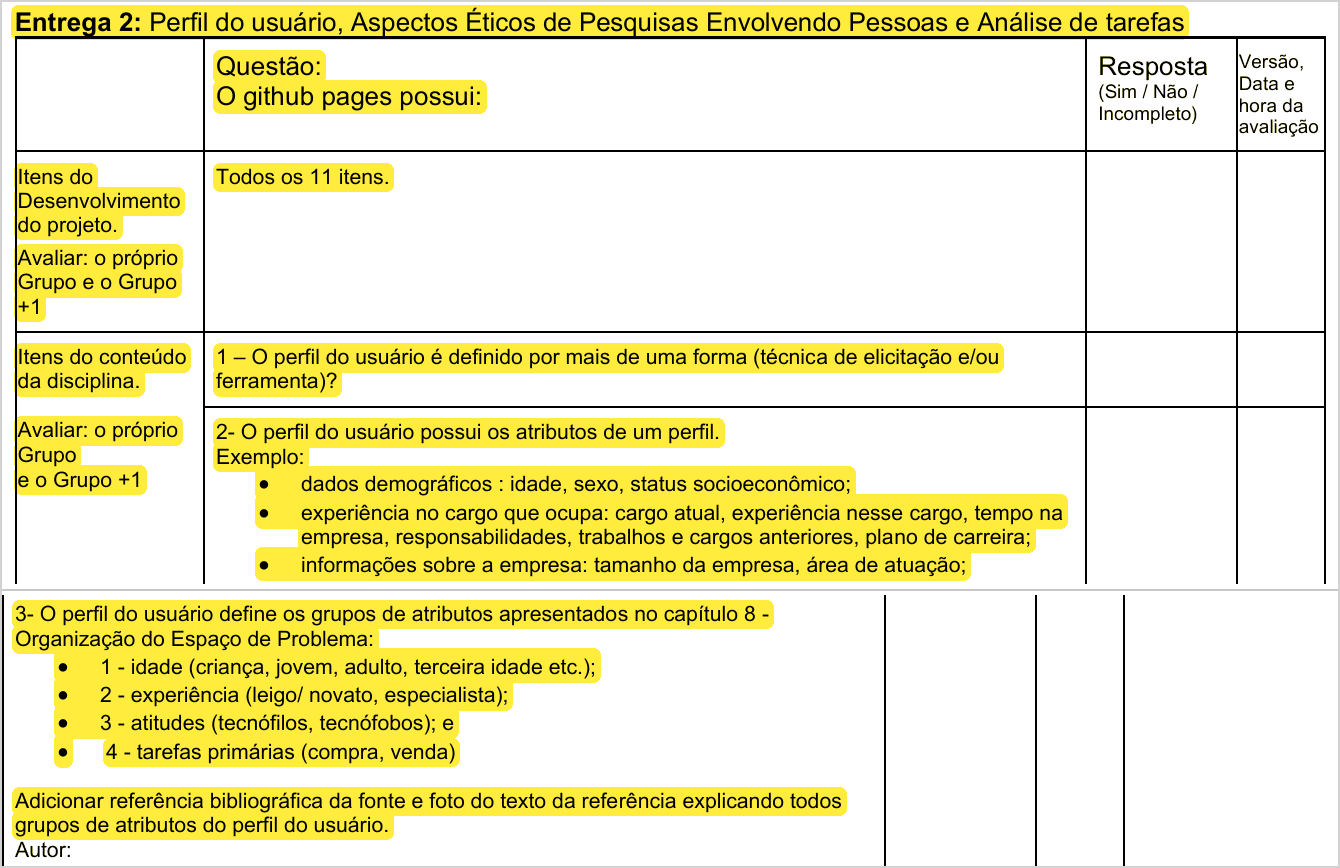 Entrega 2: Perfil do usuário, Aspectos Éticos de Pesquisas Envolvendo Pessoas e Análise de tarefas
Questão:
O github pages possui:
Resposta
(Sim / Não /
Incompleto)
Versão,
Data e
hora da
avaliação
Itens do
Desenvolvimento
do projeto.
Avaliar: o próprio
Grupo e o Grupo
+1
Todos os 11 itens.
Itens do conteúdo
da disciplina.
Avaliar: o próprio
Grupo
e o Grupo +1
1 – O perfil do usuário é definido por mais de uma forma (técnica de elicitação e/ou
ferramenta)?
2- O perfil do usuário possui os atributos de um perfil.
Exemplo:
● dados demográficos : idade, sexo, status socioeconômico;
● experiência no cargo que ocupa: cargo atual, experiência nesse cargo, tempo na
empresa, responsabilidades, trabalhos e cargos anteriores, plano de carreira;
● informações sobre a empresa: tamanho da empresa, área de atuação;
3- O perfil do usuário define os grupos de atributos apresentados no capítulo 8 -
Organização do Espaço de Problema:
● 1 - idade (criança, jovem, adulto, terceira idade etc.);
● 2 - experiência (leigo/ novato, especialista);
● 3 - atitudes (tecnófilos, tecnófobos); e
● 4 - tarefas primárias (compra, venda)
Adicionar referência bibliográfica da fonte e foto do texto da referência explicando todos
grupos de atributos do perfil do usuário.
Autor: